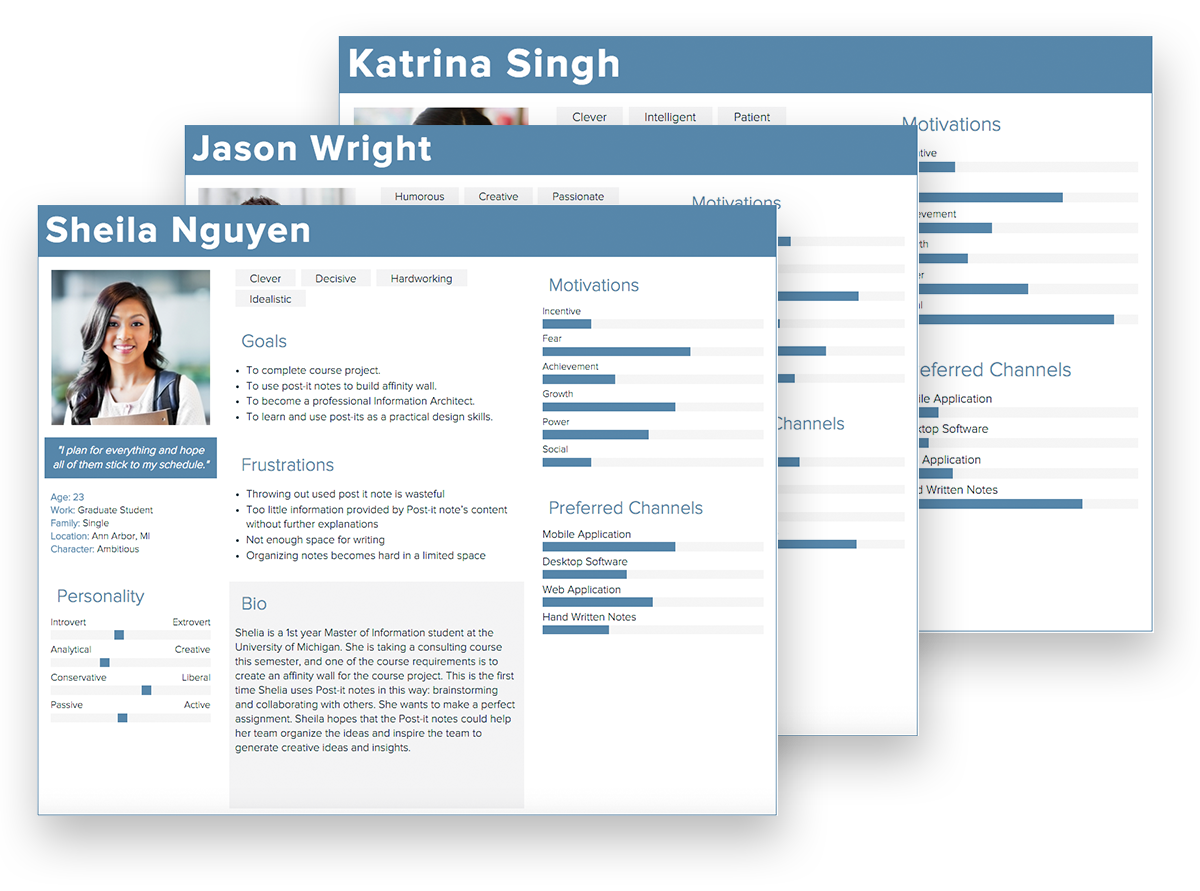 Katrina Singh
Clever Intelligent Patient
Motivations
Preferred Channels
Application
Application
Written Notes
Jason Wright
Humorous Creative Passionate
Motivations
Channels
Sheila Nguyen
Clever Decisive Hardworking
Idealistic
"I plan for everything and hope
all of them stick to my schedule."
Age: 23
Work: Graduate Student
Family: Single
Location: Ann Arbor, MI
Character: Ambitious
Personality
Introvert Extrovert
Analytical Creative
Conservative Liberal
Passive Active
Goals
• To complete course project.
• To use post-it notes to build affinity wall.
• To become a professional Information Architect.
• To learn and use post-its as a practical design skills.
Frustrations
• Throwing out used post it note is wasteful
• Too little information provided by Post-it note's content
without further explanations
• Not enough space for writing
• Organizing notes becomes hard in a limited space
Bio
Shelia is a 1st year Master of Information student at the
University of Michigan. She is taking a consulting course
this semester, and one of the course requirements is to
create an affinity wall for the course project. This is the first
time Shelia uses Post-it notes in this way: brainstorming
and collaborating with others. She wants to make a perfect
assignment. Sheila hopes that the Post-it notes could help
her team organize the ideas and inspire the team to
generate creative ideas and insights.
Motivations
Incentive
Fear
Achievement
Growth
Power
Social
Preferred Channels
Mobile Application
Desktop Software
Web Application
Hand Written Notes